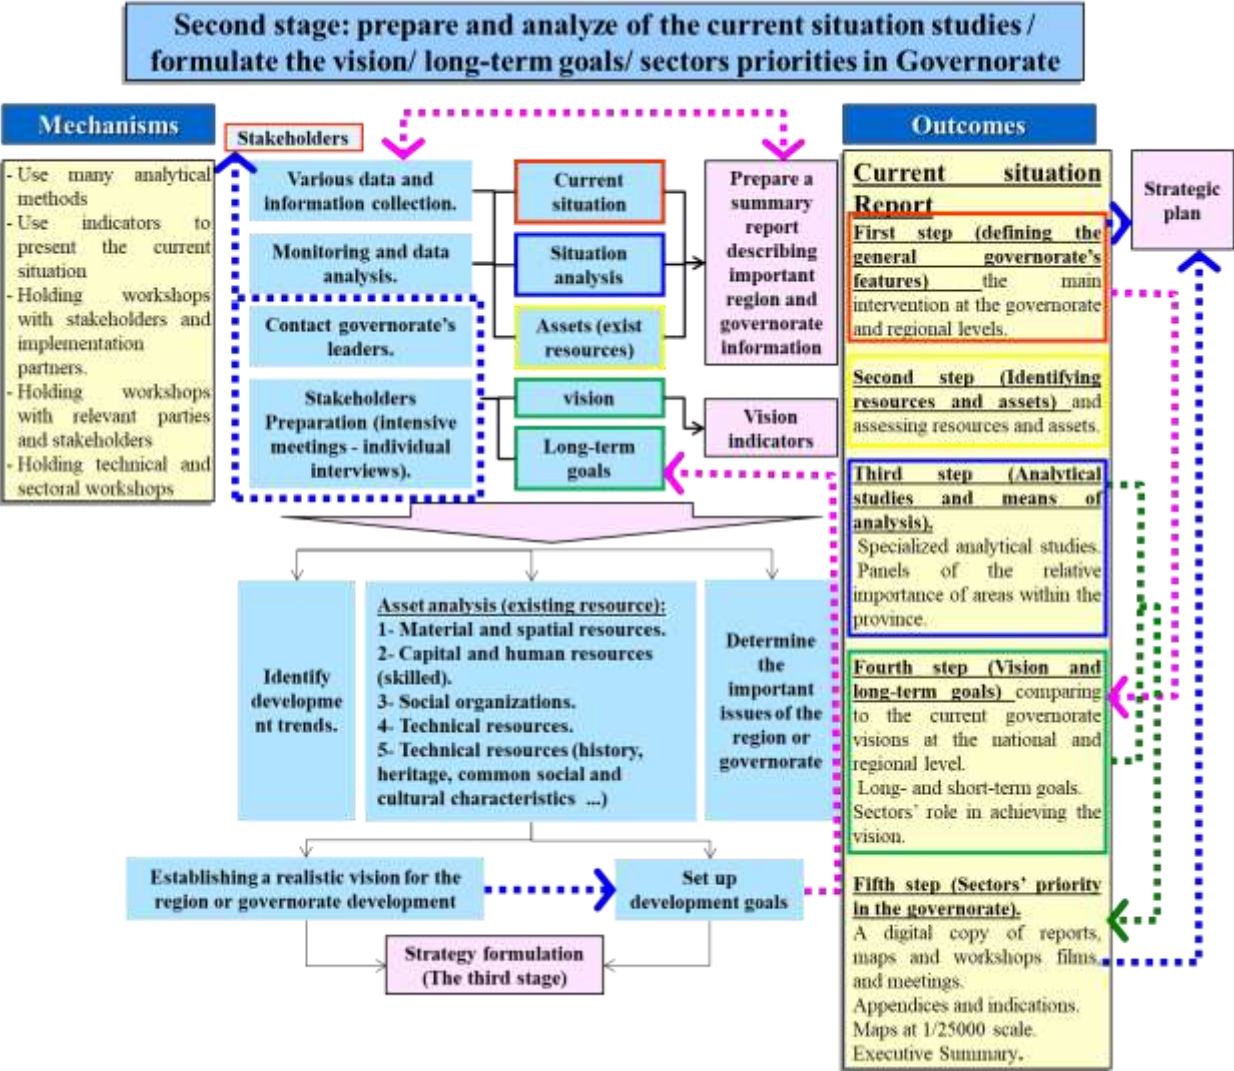 Second stage: prepare and analyze of the current situation studies /
formulate the vision/ long-term goals/ sectors priorities in Governorate
Mechanisms
- Use many analytical
methods
- Use indicators to
present the current
situation
- Holding workshops
with stakeholders and
implementation
partners.
- Holding workshops
with relevant parties
and stakeholders
- Holding technical and
sectoral workshops
Stakeholders
Various data and
information collection.
Monitoring and data
analysis.
Contact governorate's
leaders.
Stakeholders
Preparation (intensive
meetings - individual
interviews).
Current
situation
Situation
analysis
Assets (exist
resources)
vision
Long-term
goals
Prepare a
summary
report
describing
important
region and
governorate
information
Vision
indicators
Identify
developme
nt trends.
Asset analysis (existing resource):
1- Material and spatial resources.
2- Capital and human resources
(skilled).
3- Social organizations.
4- Technical resources.
5- Technical resources (history,
heritage, common social and
cultural characteristics ...)
Determine
the
important
issues of the
region or
governorate
Establishing a realistic vision for the
region or governorate development
Set up
development goals
Strategy formulation
(The third stage)
Outcomes
Current situation
Report
First step (defining the
general governorate's
features) the main
intervention at the governorate
and regional levels.
Second step (Identifying
resources and assets) and
assessing resources and assets.
Third step (Analytical
studies and means of
analysis).
Specialized analytical studies.
Panels of the relative
importance of areas within the
province.
Fourth step (Vision and
long-term goals) comparing
to the current governorate
visions at the national and
regional level.
Long- and short-term goals.
Sectors' role in achieving the
vision.
Fifth step (Sectors' priority
in the governorate).
A digital copy of reports,
maps and workshops films,
and meetings.
Appendices and indications.
Maps at 1/25000 scale.
Executive Summary.
Strategic
plan